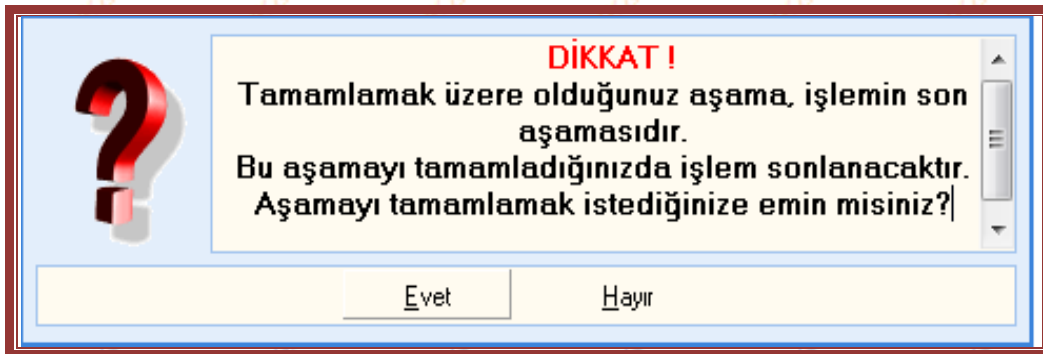 DİKKAT !
Tamamlamak üzere olduğunuz aşama, işlemin son
aşamasıdır.
Bu aşamayı tamamladığınızda işlem sonlanacaktır.
Aşamayı tamamlamak istediğinize emin misiniz?
Evet Hayır